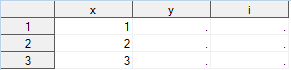 x y i
1 1 . .
2 2 . .
3 3 . .